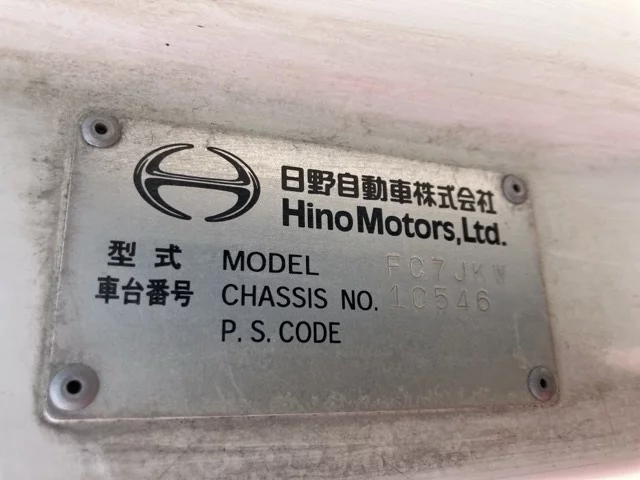 日野自動車株式会社
Hino Motors, Ltd.
型式 MODEL FC7JKW
車台番号 CHASSIS NO. 10546
P. S. CODE